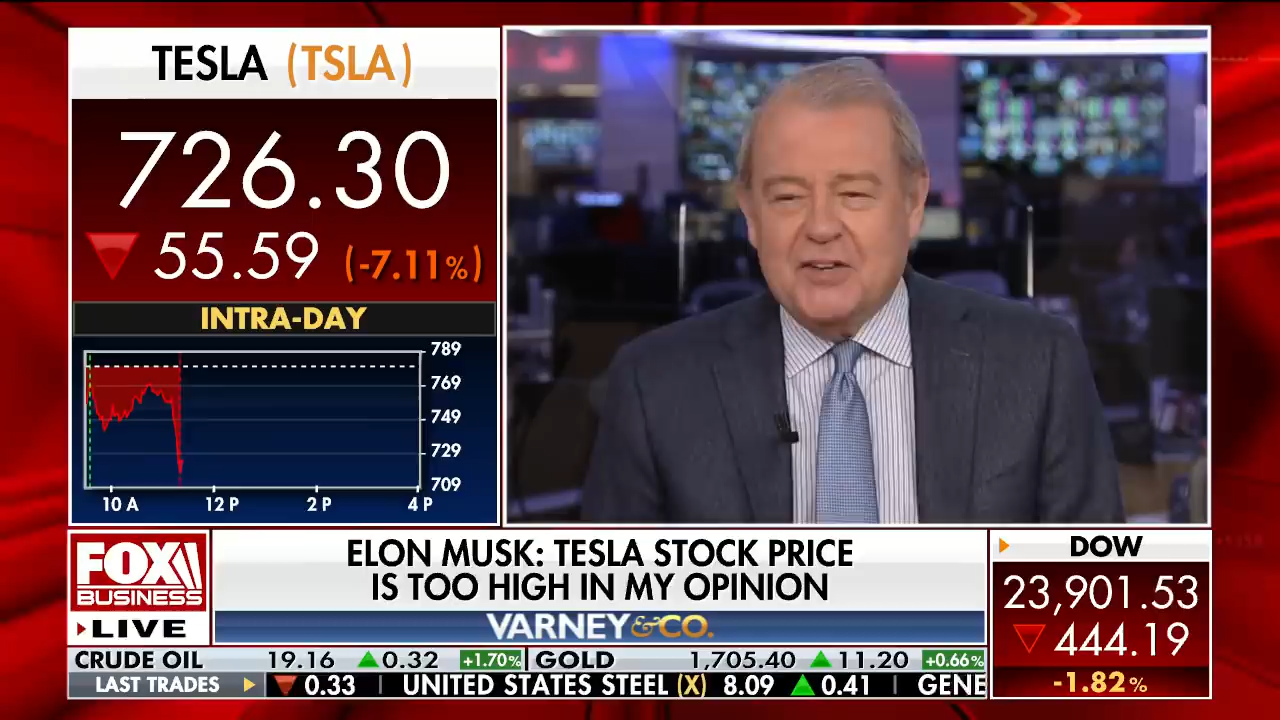 TESLA (TSLA)
726.30
55.59 (-7.11%)
INTRA-DAY
789
769
749
729
709
10 A 12 P 2 P 4 P
FOX
BUSINESS
LIVE
ELON MUSK: TESLA STOCK PRICE
IS TOO HIGH IN MY OPINION
VARNEY & CO.
DOW
23,901.53
444.19
-1.82%
CRUDE OIL 19.16 0.32 +1.70% GOLD 1,705.40 11.20 +0.66%
LAST TRADES 0.33 UNITED STATES STEEL (X) 8.09 0.41 GENE